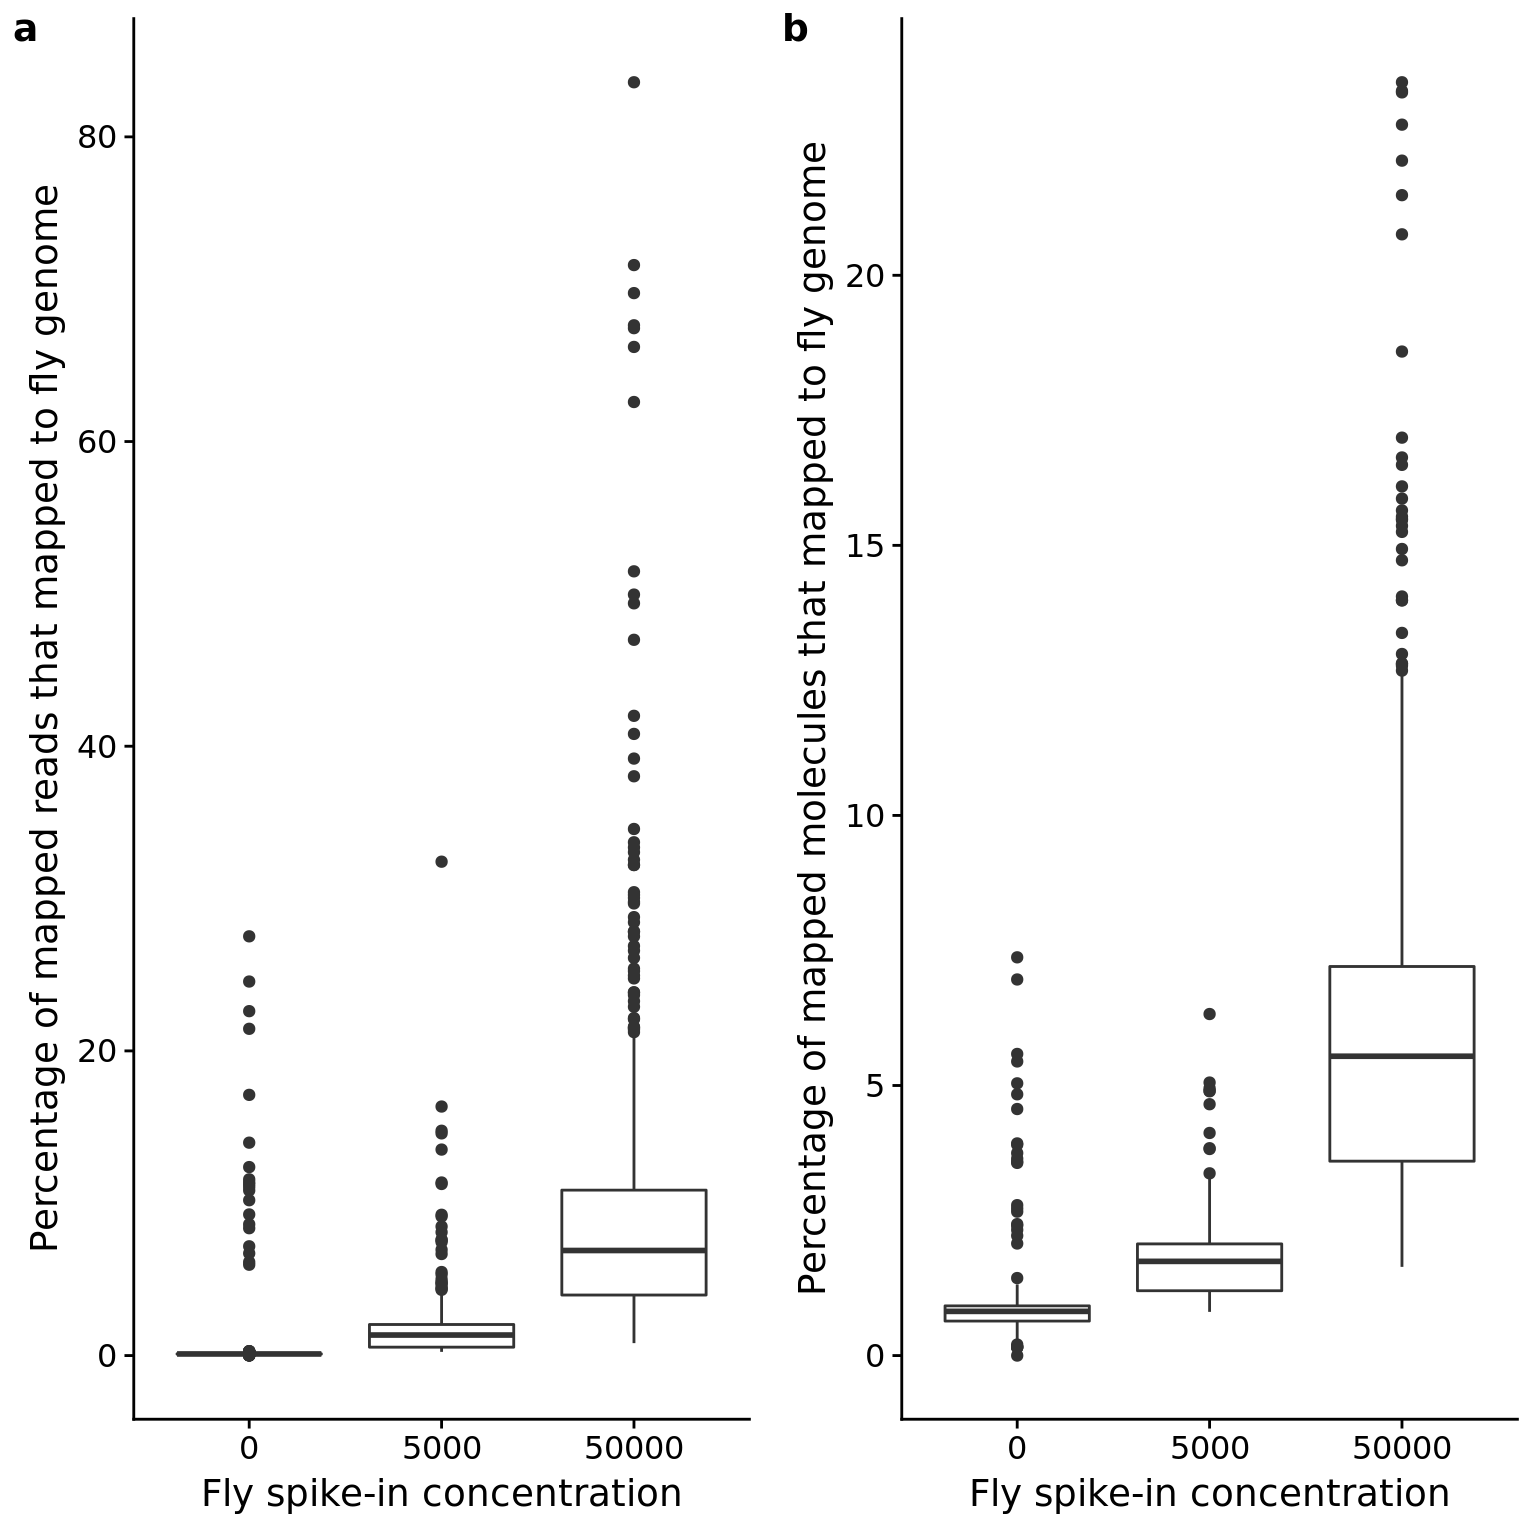 a
Percentage of mapped reads that mapped to fly genome
80
60
40
20
0
0 5000 50000
Fly spike-in concentration
b
Percentage of mapped molecules that mapped to fly genome
20
15
10
5
0
0 5000 50000
Fly spike-in concentration